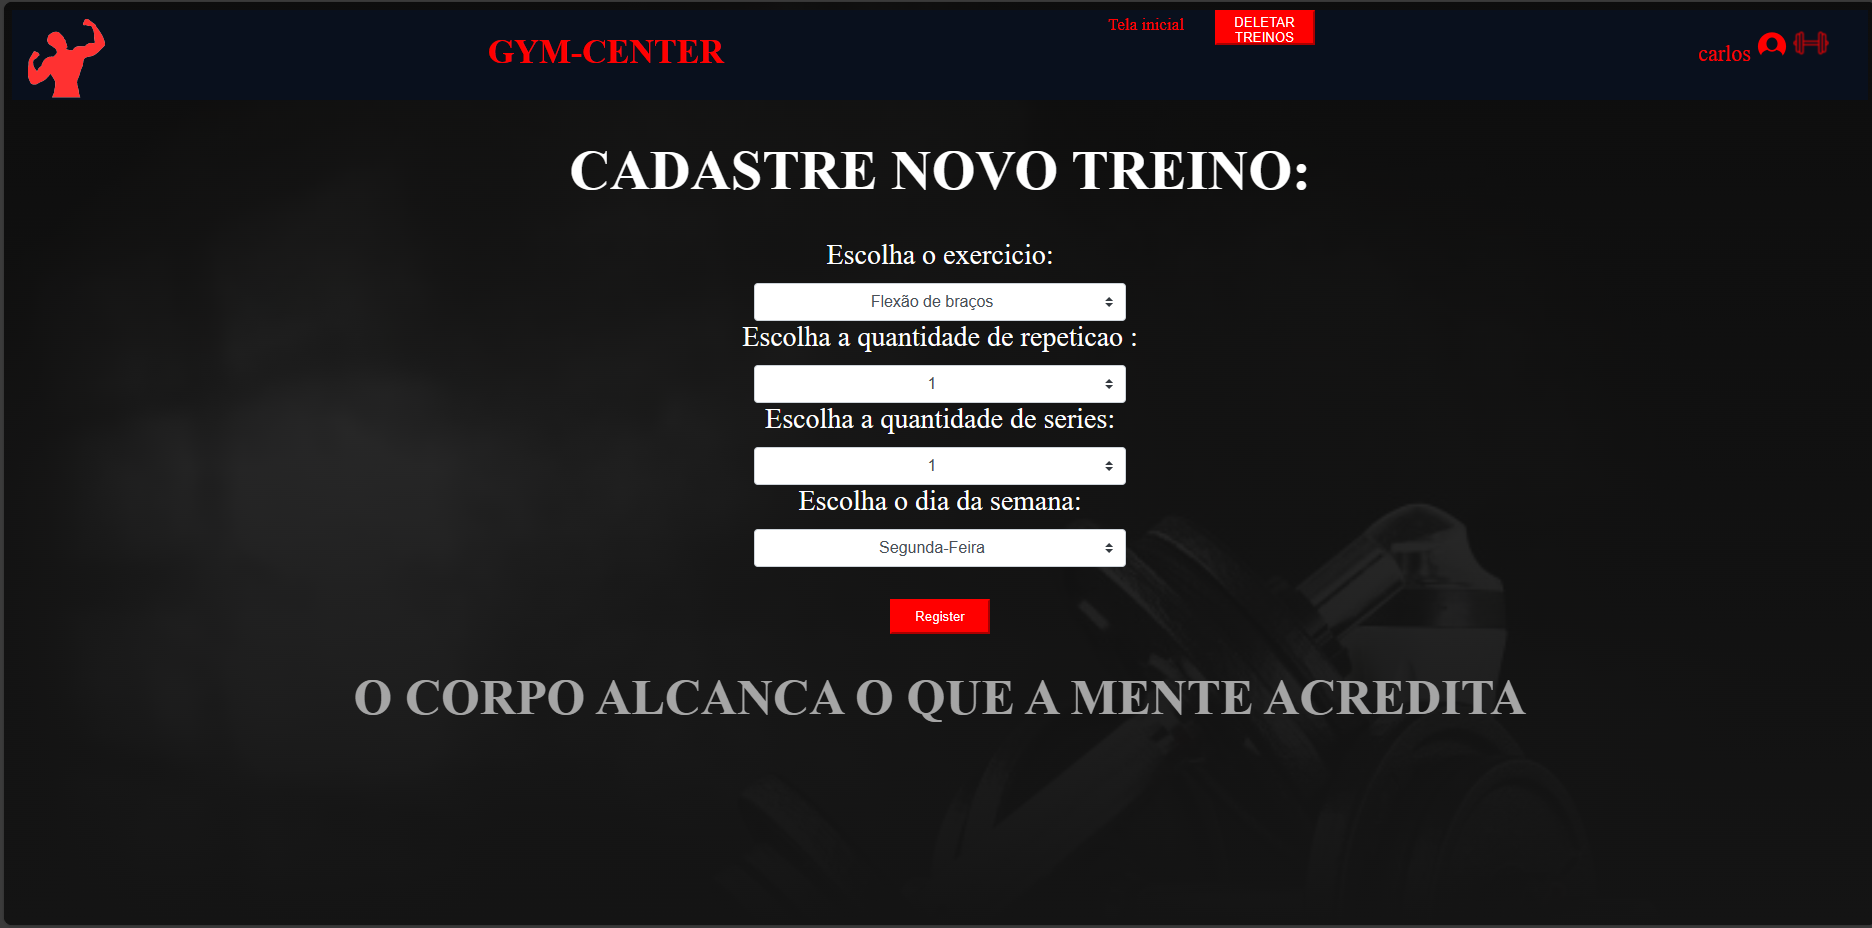 GYM-CENTER
Tela inicial
DELETAR
TREINOS
carlos
CADASTRE NOVO TREINO:
Escolha o exercicio:
Flexão de braços
Escolha a quantidade de repeticao :
1
Escolha a quantidade de series:
1
Escolha o dia da semana:
Segunda-Feira
Register
O CORPO ALCANCA O QUE A MENTE ACREDITA